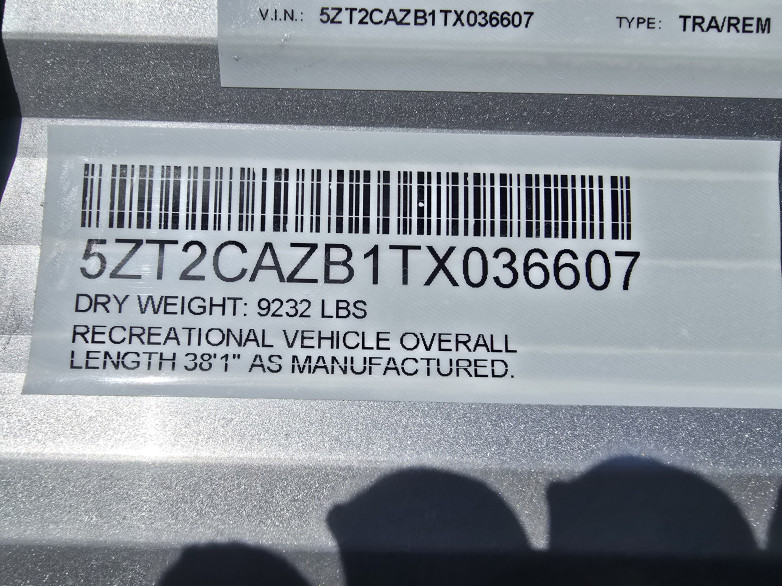 V.I.N.: 5ZT2CAZB1TX036607 TYPE: TRA/REM
5ZT2CAZB1TX036607
DRY WEIGHT: 9232 LBS
RECREATIONAL VEHICLE OVERALL
LENGTH 38'1" AS MANUFACTURED.